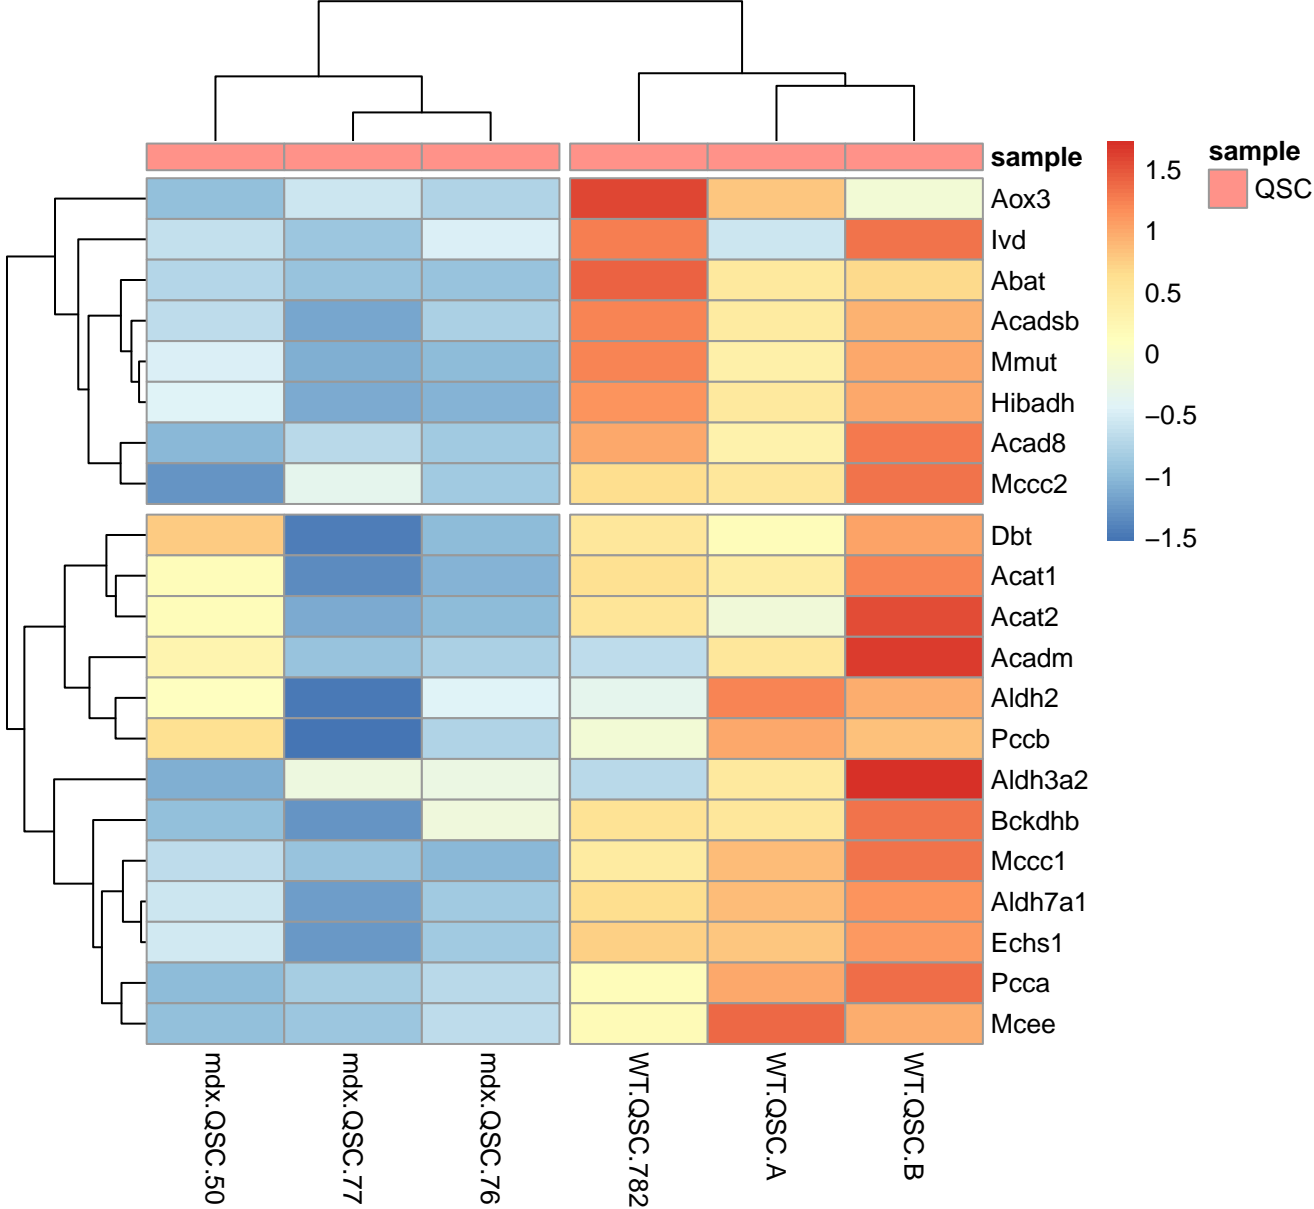 sample
Aox3
Ivd
Abat
Acadsb
Mmut
Hibadh
Acad8
Mccc2
Dbt
Acat1
Acat2
Acadm
Aldh2
Pccb
Aldh3a2
Bckdhb
Mccc1
Aldh7a1
Echs1
Pcca
Mcee
mdx.QSC.50
mdx.QSC.77
mdx.QSC.76
WT.QSC.782
WT.QSC.A
WT.QSC.B
1.5
1
0.5
0
−0.5
−1
−1.5
sample
QSC